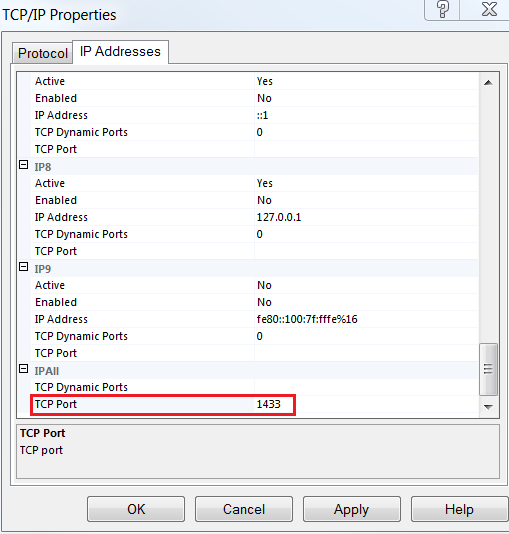 TCP/IP Properties
Protocol
IP Addresses
Active Yes
Enabled No
IP Address ::1
TCP Dynamic Ports 0
TCP Port
IP8
Active Yes
Enabled No
IP Address 127.0.0.1
TCP Dynamic Ports 0
TCP Port
IP9
Active No
Enabled No
IP Address fe80::100:7f:fffe%16
TCP Dynamic Ports 0
TCP Port
IPAll
TCP Dynamic Ports
TCP Port 1433
TCP Port
TCP port
OK Cancel Apply Help